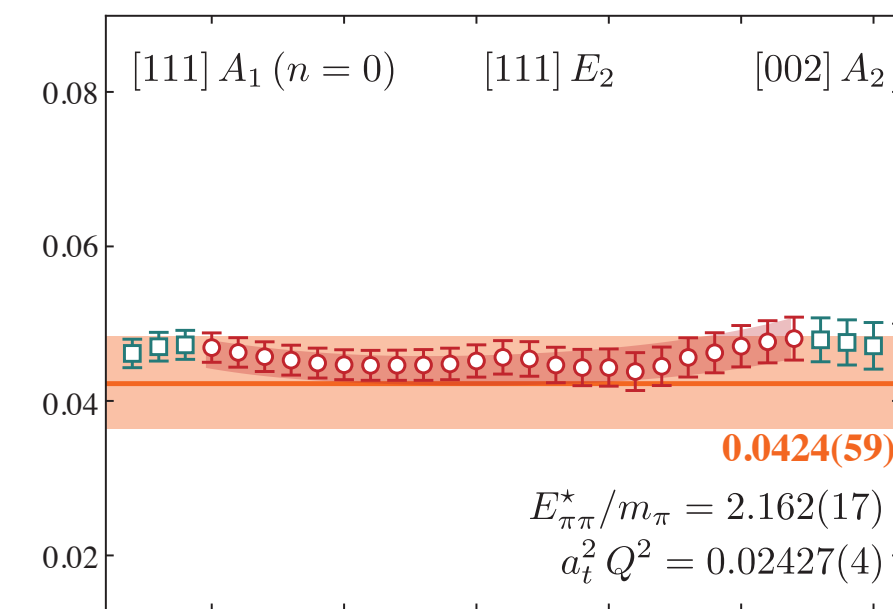 [111] A₁ (n = 0) [111] E₂ [002] A₂
0.08
0.06
0.04
0.0424(59)
E⋆ππ/mπ = 2.162(17)
a²ₜ Q² = 0.02427(4)
0.02